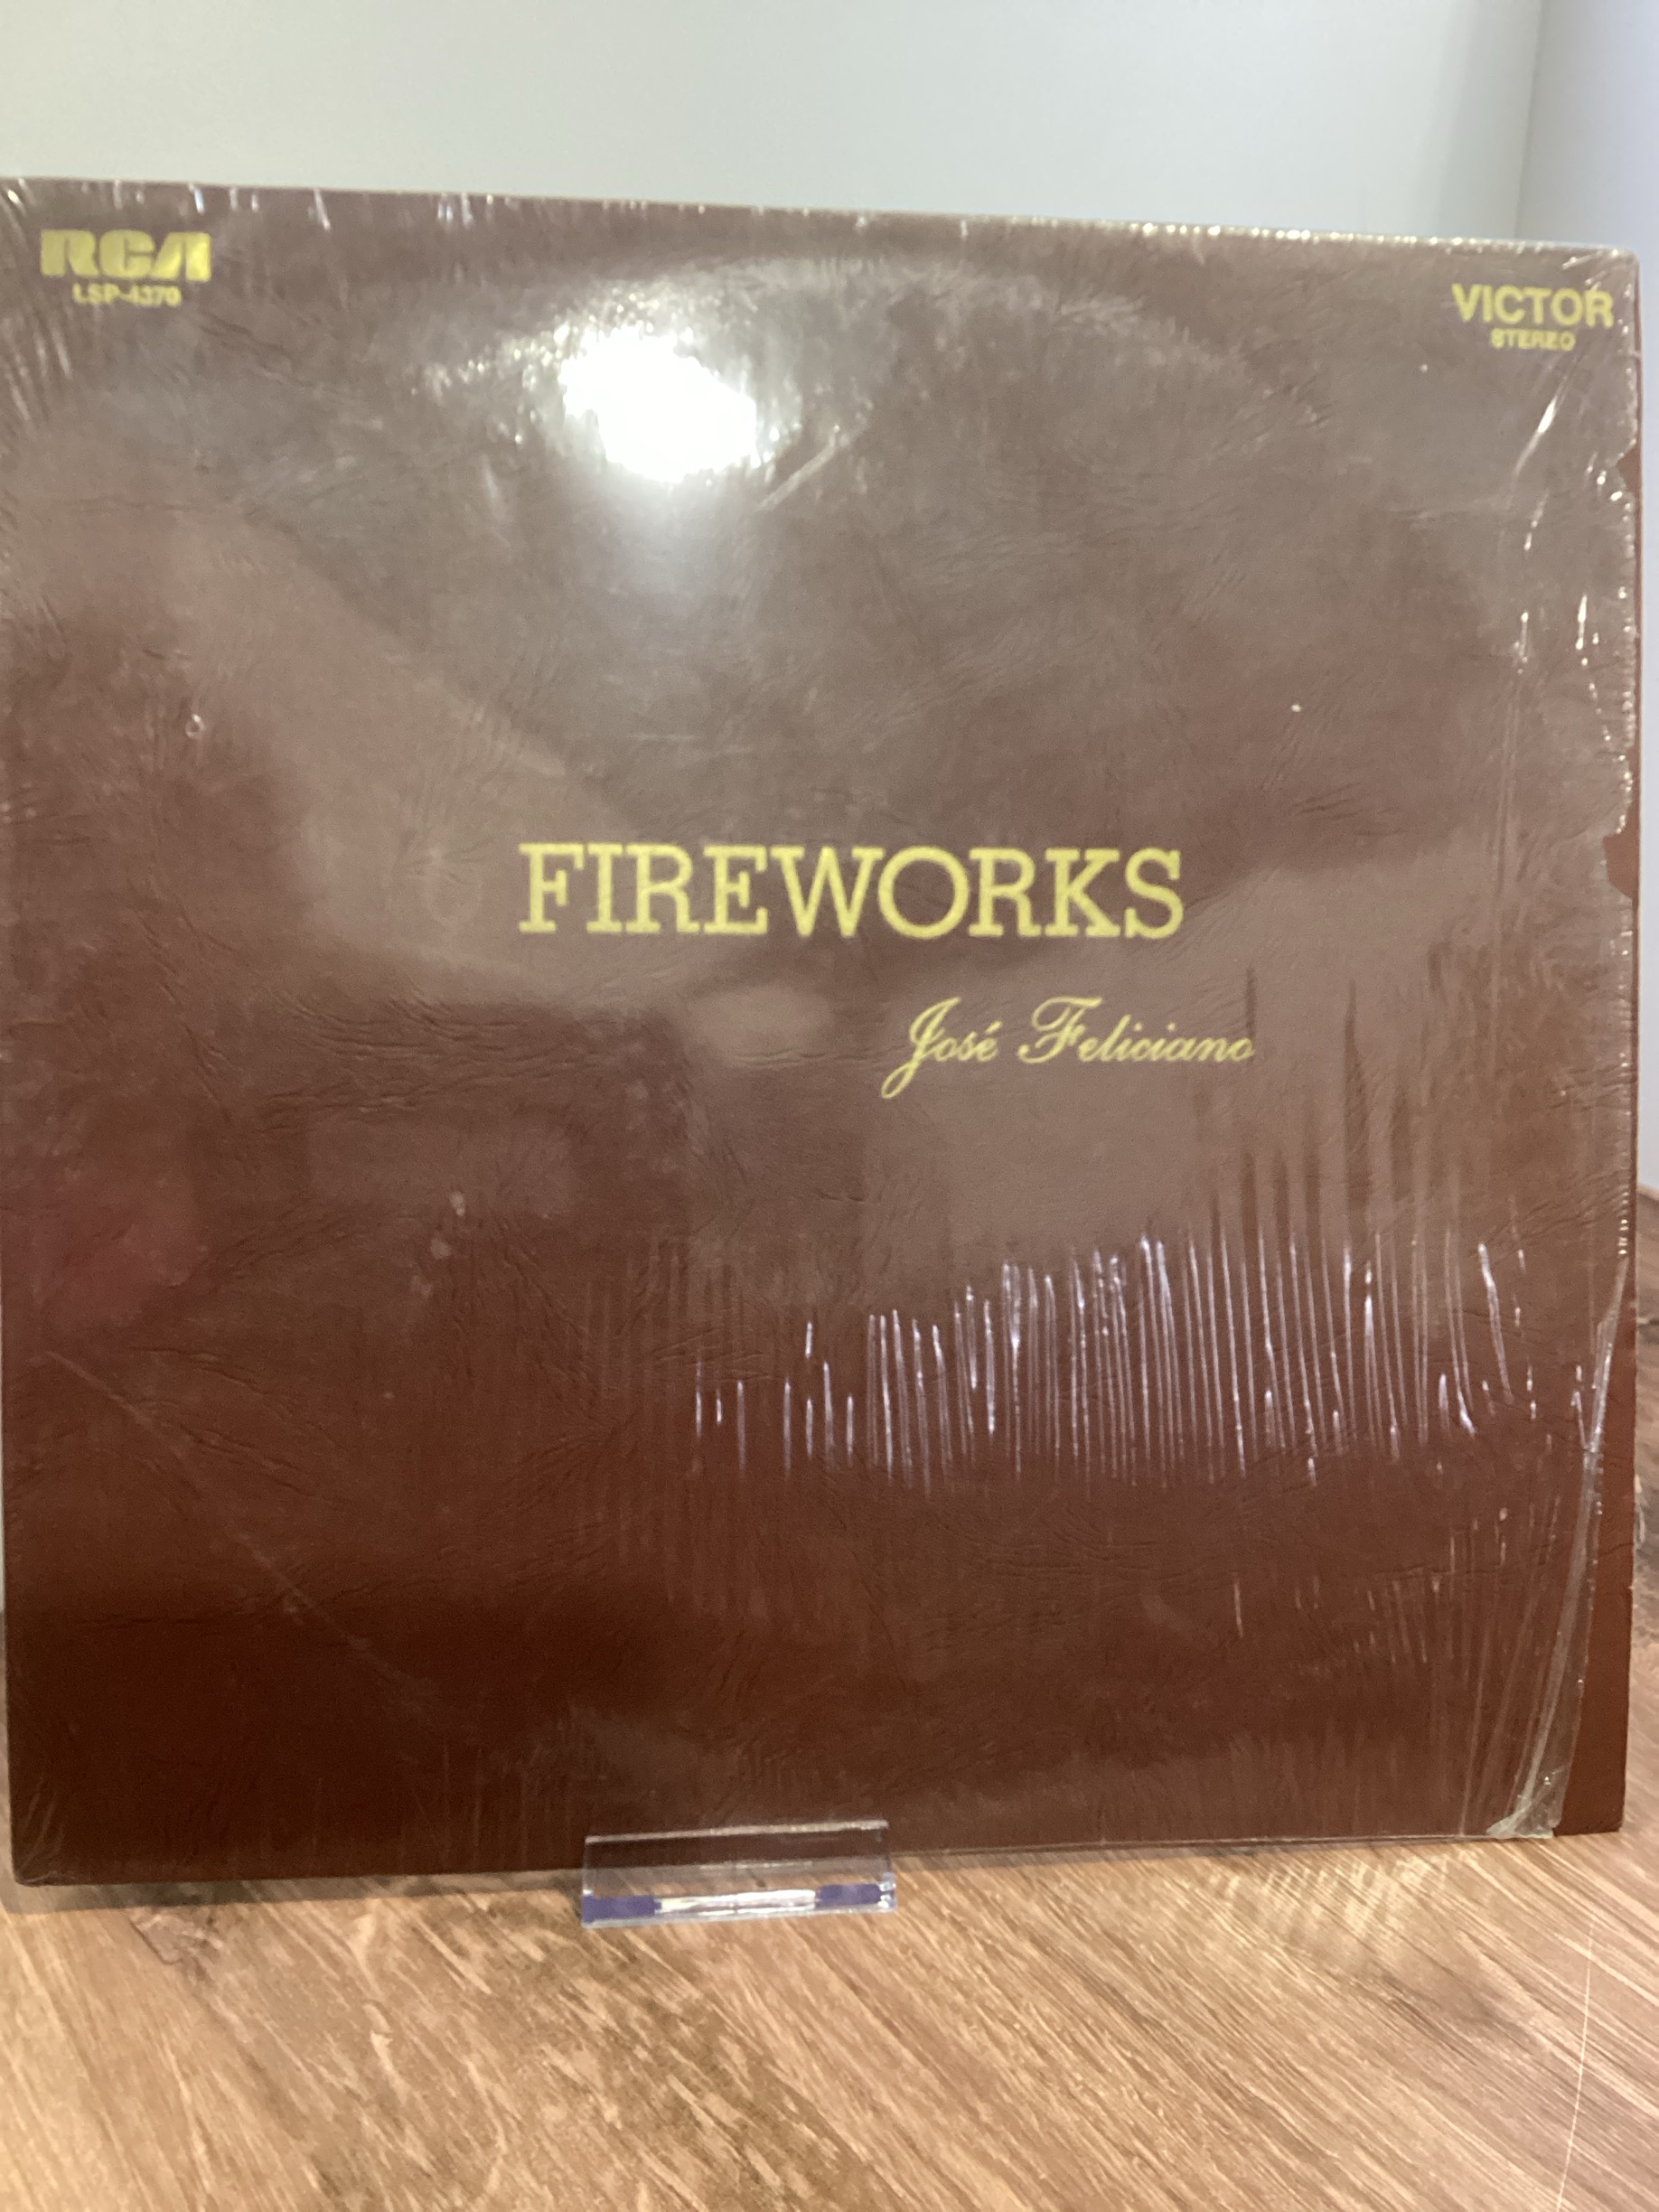 RCA
LSP-4370
VICTOR
STEREO
FIREWORKS
José Feliciano